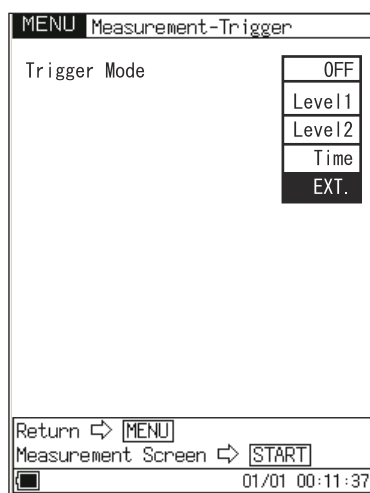 MENU Measurement-Trigger
Trigger Mode OFF
Level1
Level2
Time
EXT.
Return ⇨ MENU
Measurement Screen ⇨ START
01/01 00:11:37